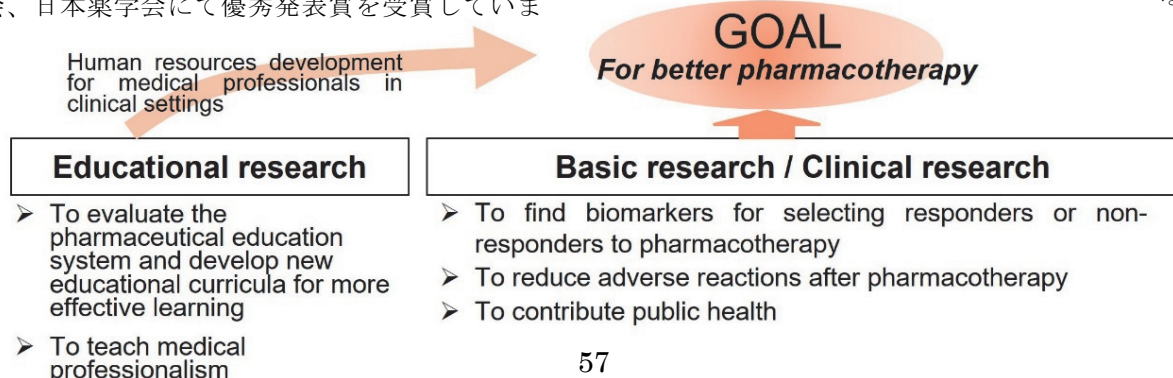 会、日本薬学会にて優秀発表賞を受賞していま
GOAL
For better pharmacotherapy
Human resources development
for medical professionals in
clinical settings
Educational research
To evaluate the
pharmaceutical education
system and develop new
educational curricula for more
effective learning
To teach medical
professionalism
Basic research / Clinical research
To find biomarkers for selecting responders or non-
responders to pharmacotherapy
To reduce adverse reactions after pharmacotherapy
To contribute public health
57